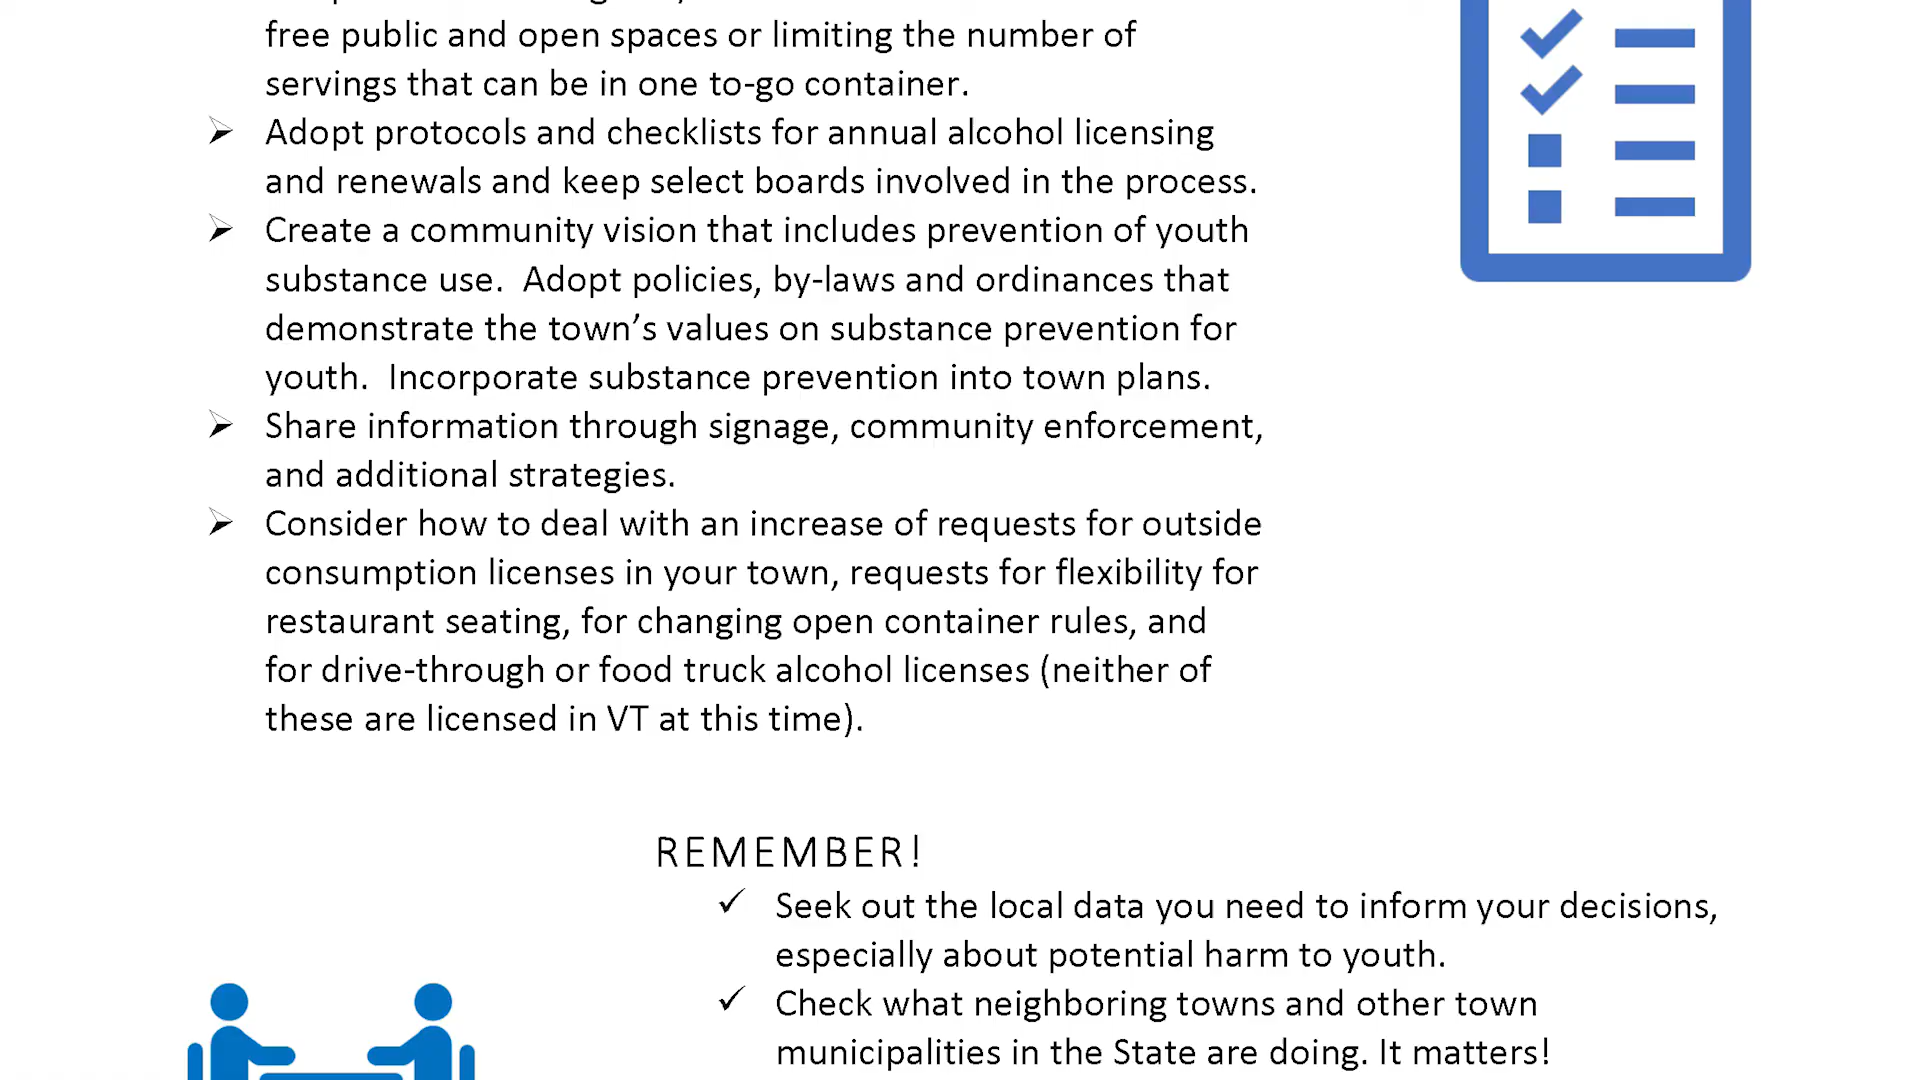 free public and open spaces or limiting the number of
servings that can be in one to-go container.
➢ Adopt protocols and checklists for annual alcohol licensing
and renewals and keep select boards involved in the process.
➢ Create a community vision that includes prevention of youth
substance use.  Adopt policies, by-laws and ordinances that
demonstrate the town’s values on substance prevention for
youth.  Incorporate substance prevention into town plans.
➢ Share information through signage, community enforcement,
and additional strategies.
➢ Consider how to deal with an increase of requests for outside
consumption licenses in your town, requests for flexibility for
restaurant seating, for changing open container rules, and
for drive-through or food truck alcohol licenses (neither of
these are licensed in VT at this time).
REMEMBER!
✓ Seek out the local data you need to inform your decisions,
especially about potential harm to youth.
✓ Check what neighboring towns and other town
municipalities in the State are doing. It matters!